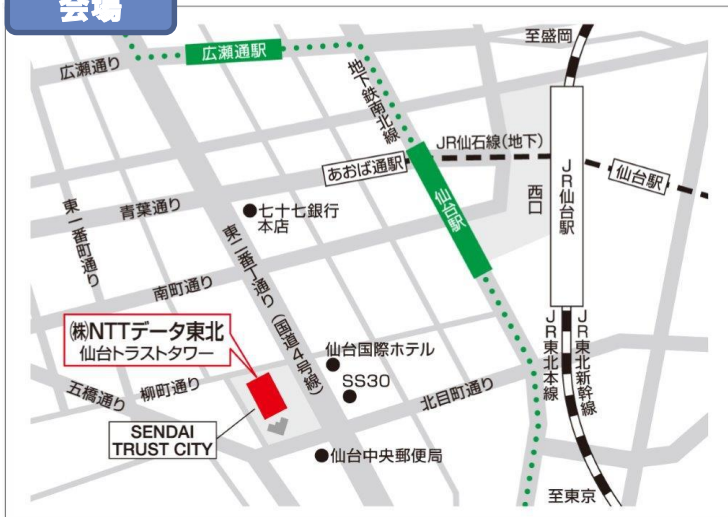 会場
至盛岡
広瀬通り
広瀬通駅
地下鉄南北線
JR仙石線(地下)
あおば通駅
仙台駅
西口
JR仙台駅
仙台駅
東一番町通り
青葉通り
七十七銀行
本店
東二番丁通り(国道4号線)
南町通り
㈱NTTデータ東北
仙台トラストタワー
仙台国際ホテル
SS30
JR東北本線
JR東北新幹線
五橋通り
柳町通り
北目町通り
SENDAI
TRUST CITY
仙台中央郵便局
至東京